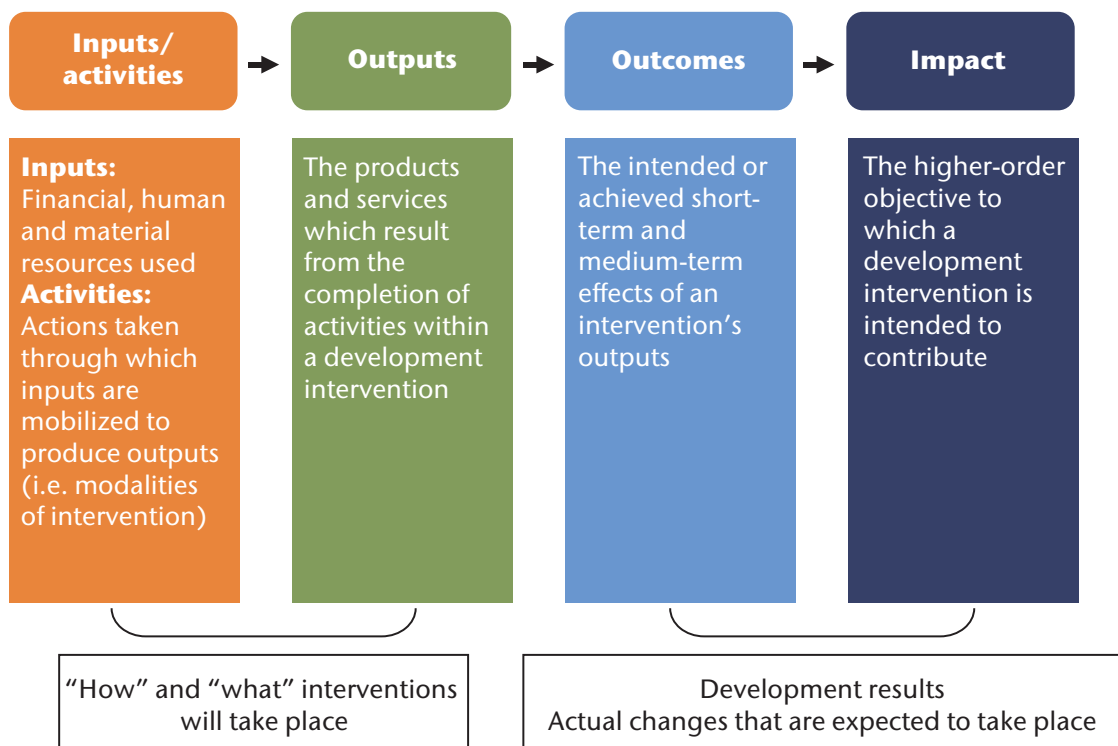 Inputs/
activities
Outputs
Outcomes
Impact
Inputs:
Financial, human
and material
resources used
Activities:
Actions taken
through which
inputs are
mobilized to
produce outputs
(i.e. modalities
of intervention)
The products
and services
which result
from the
completion of
activities within
a development
intervention
The intended or
achieved short-
term and
medium-term
effects of an
intervention’s
outputs
The higher-order
objective to
which a
development
intervention is
intended to
contribute
“How” and “what” interventions
will take place
Development results
Actual changes that are expected to take place